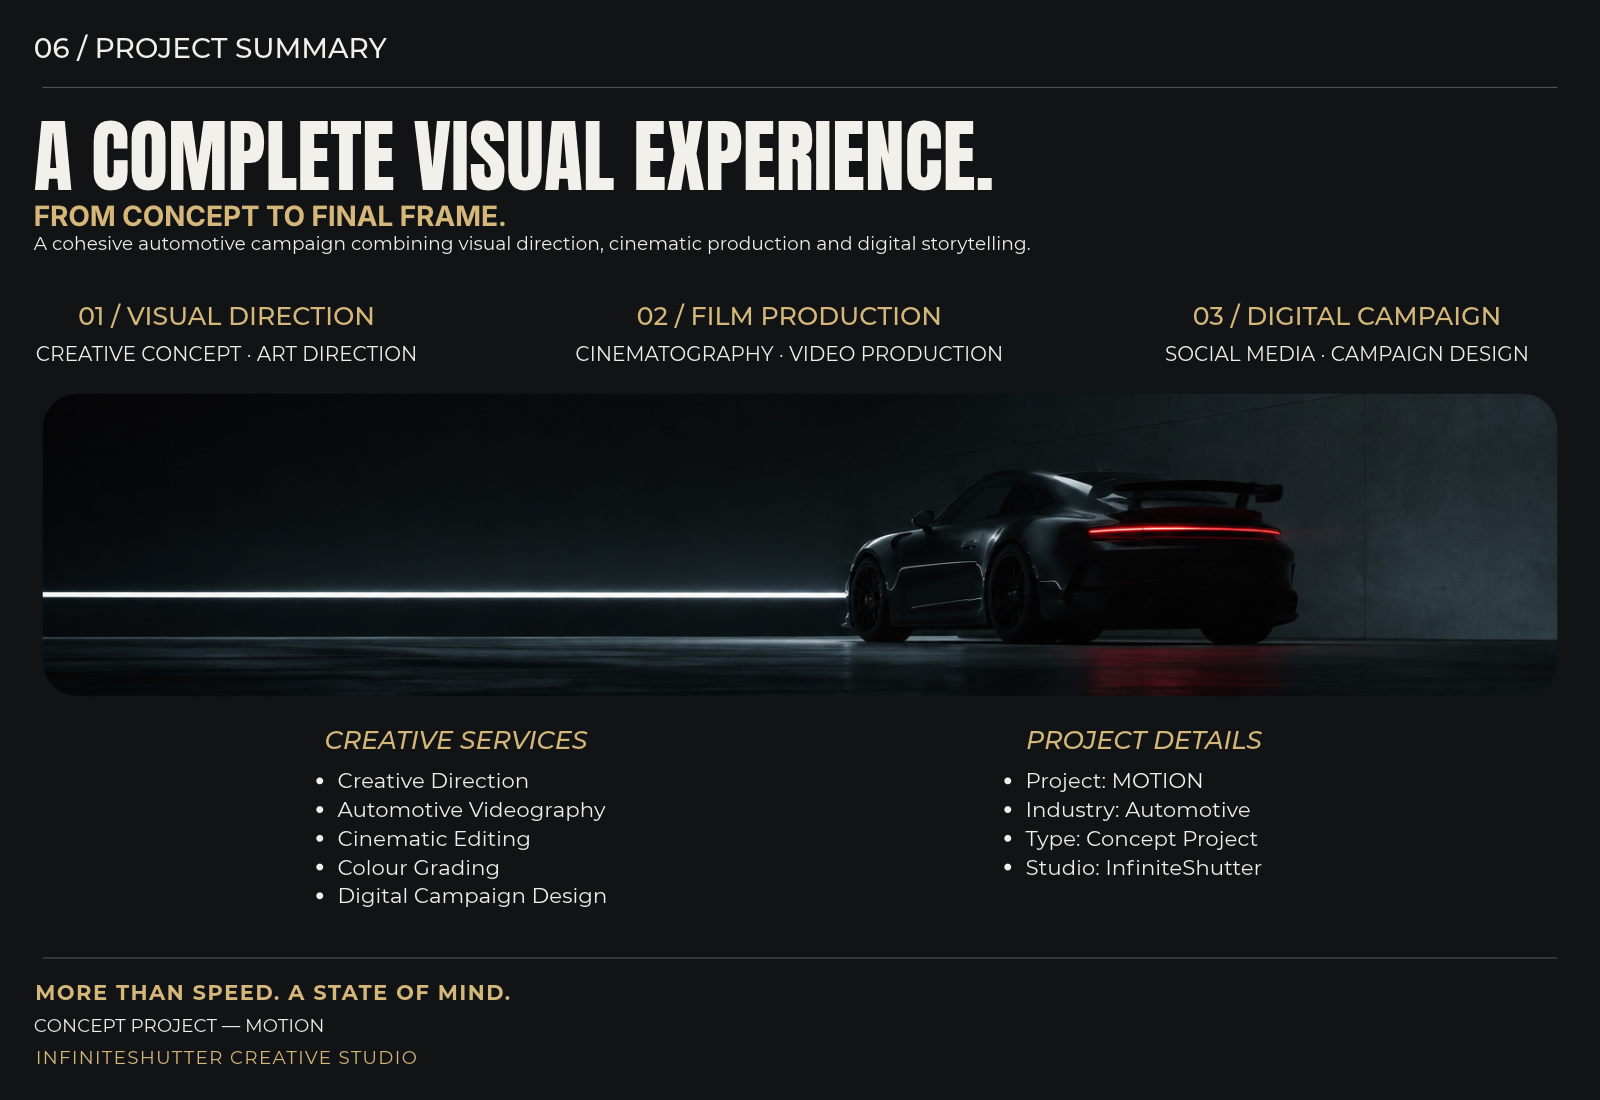 06 / PROJECT SUMMARY
A COMPLETE VISUAL EXPERIENCE.
FROM CONCEPT TO FINAL FRAME.
A cohesive automotive campaign combining visual direction, cinematic production and digital storytelling.
01 / VISUAL DIRECTION
CREATIVE CONCEPT · ART DIRECTION
02 / FILM PRODUCTION
CINEMATOGRAPHY · VIDEO PRODUCTION
03 / DIGITAL CAMPAIGN
SOCIAL MEDIA · CAMPAIGN DESIGN
CREATIVE SERVICES
• Creative Direction
• Automotive Videography
• Cinematic Editing
• Colour Grading
• Digital Campaign Design
PROJECT DETAILS
• Project: MOTION
• Industry: Automotive
• Type: Concept Project
• Studio: InfiniteShutter
MORE THAN SPEED. A STATE OF MIND.
CONCEPT PROJECT — MOTION
INFINITESHUTTER CREATIVE STUDIO